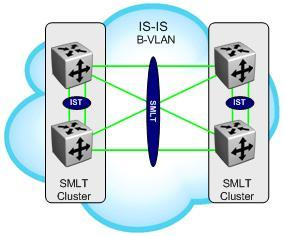 IS-IS
B-VLAN
IST
SMLT
IST
SMLT
Cluster
SMLT
Cluster